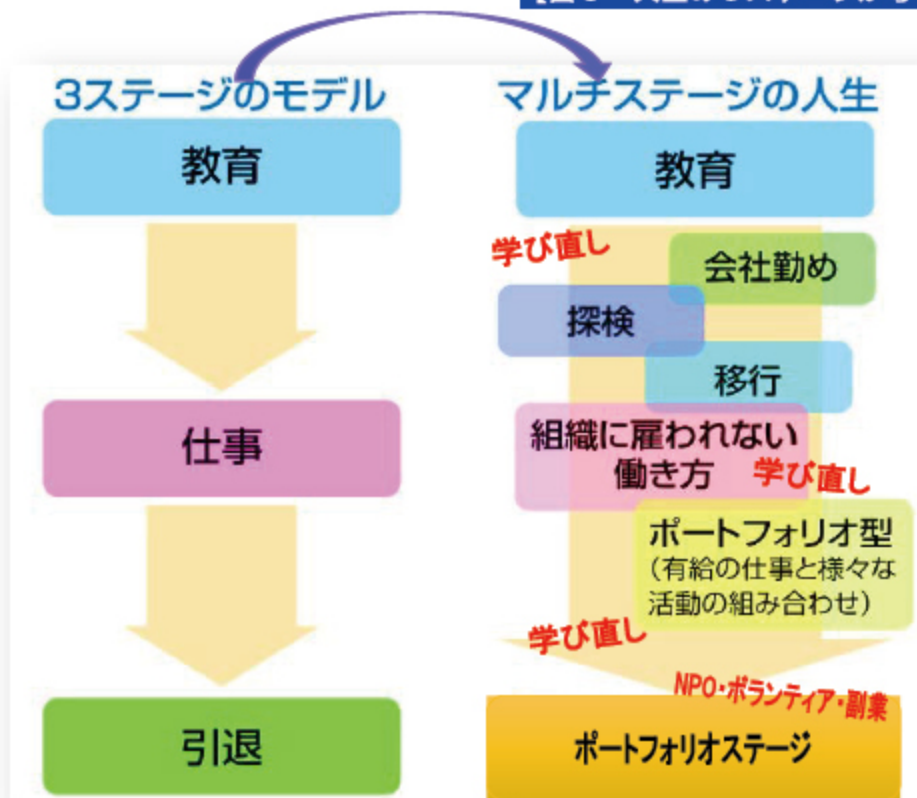 3ステージのモデル
教育
仕事
引退
マルチステージの人生
教育
学び直し
会社勤め
探検
移行
組織に雇われない
働き方
学び直し
ポートフォリオ型
（有給の仕事と様々な
活動の組み合わせ）
学び直し
NPO・ボランティア・副業
ポートフォリオステージ